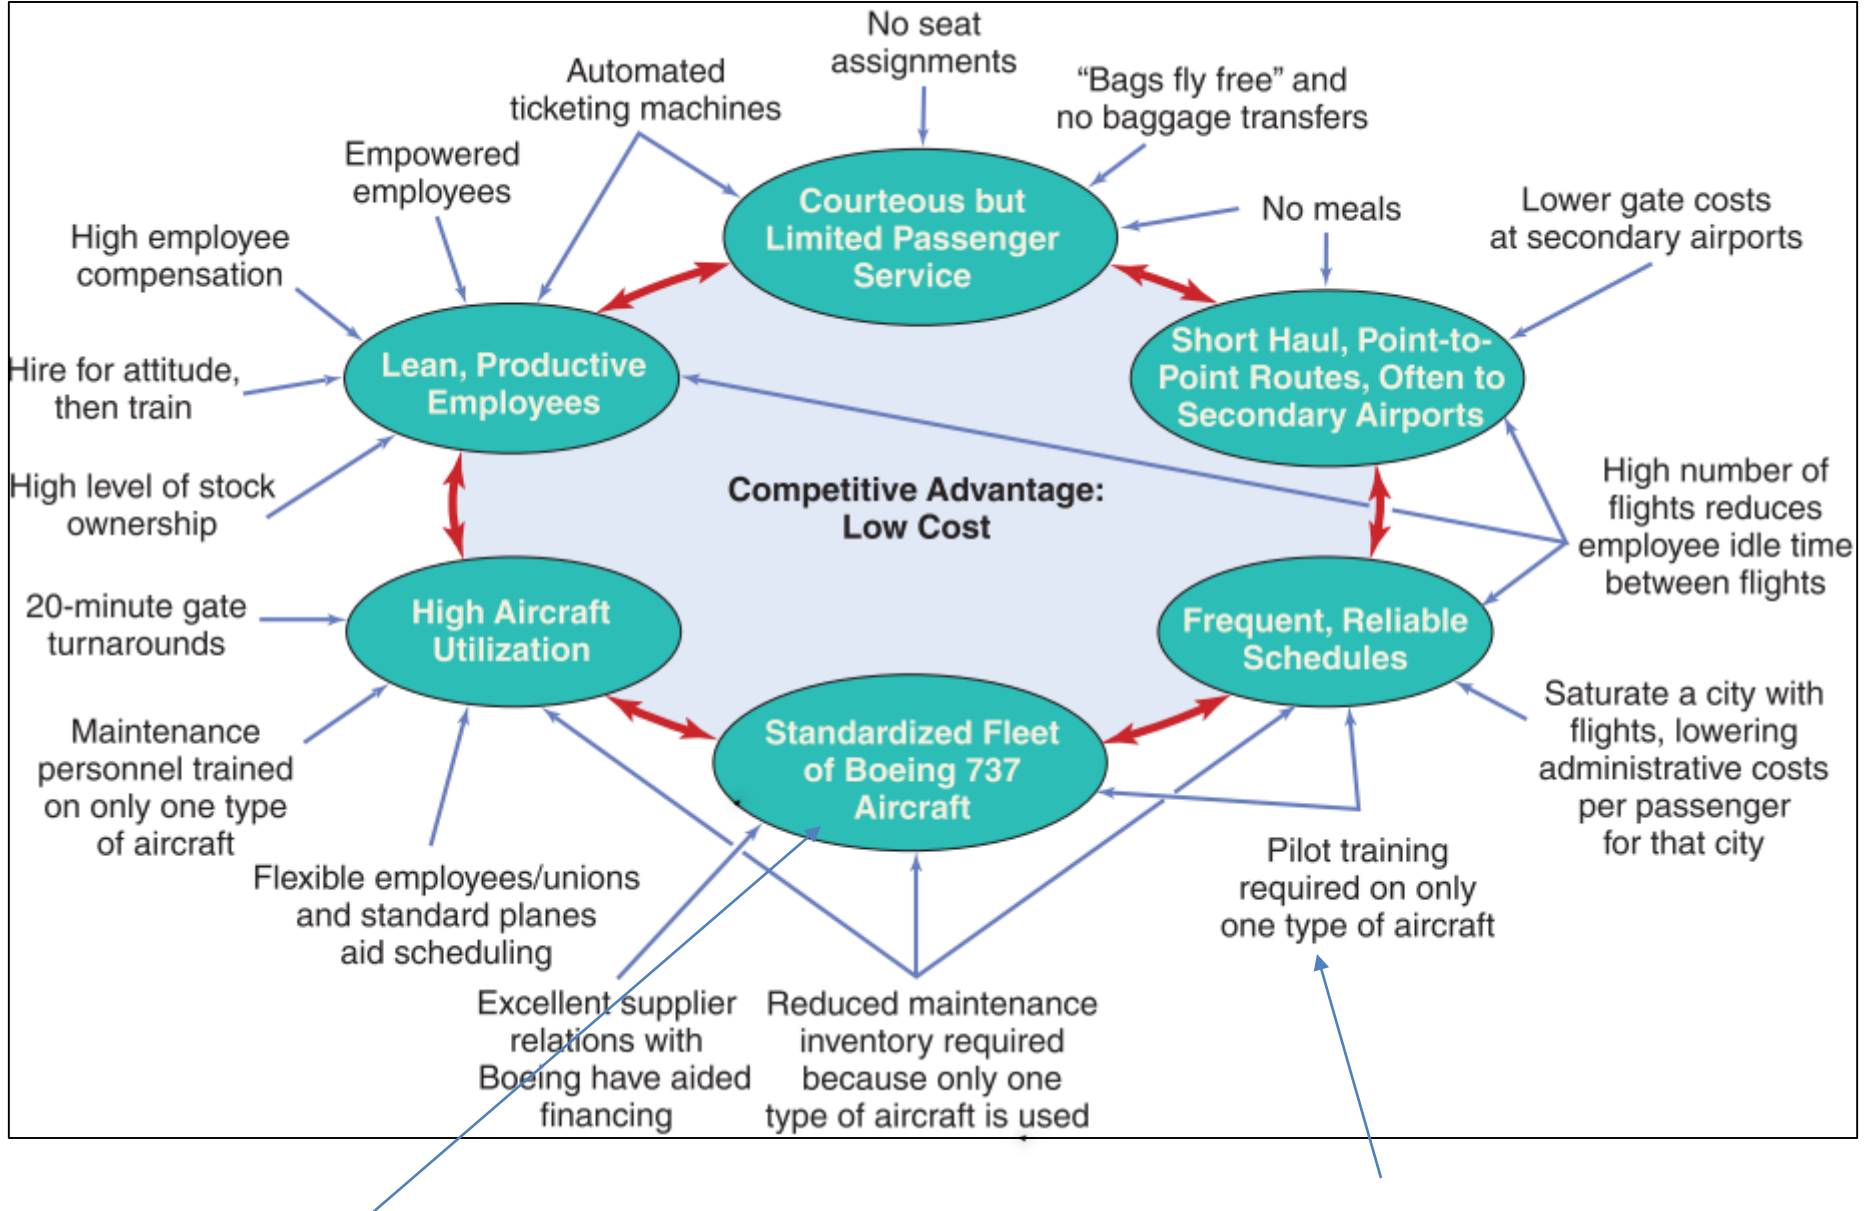 No seat
assignments
Automated
ticketing machines
“Bags fly free” and
no baggage transfers
Empowered
employees
High employee
compensation
Courteous but
Limited Passenger
Service
No meals
Lower gate costs
at secondary airports
Hire for attitude,
then train
Lean, Productive
Employees
Short Haul, Point-to-
Point Routes, Often to
Secondary Airports
High level of stock
ownership
Competitive Advantage:
Low Cost
High number of
flights reduces
employee idle time
between flights
20-minute gate
turnarounds
High Aircraft
Utilization
Frequent, Reliable
Schedules
Maintenance
personnel trained
on only one type
of aircraft
Standardized Fleet
of Boeing 737
Aircraft
Saturate a city with
flights, lowering
administrative costs
per passenger
for that city
Flexible employees/unions
and standard planes
aid scheduling
Pilot training
required on only
one type of aircraft
Excellent supplier
relations with
Boeing have aided
financing
Reduced maintenance
inventory required
because only one
type of aircraft is used